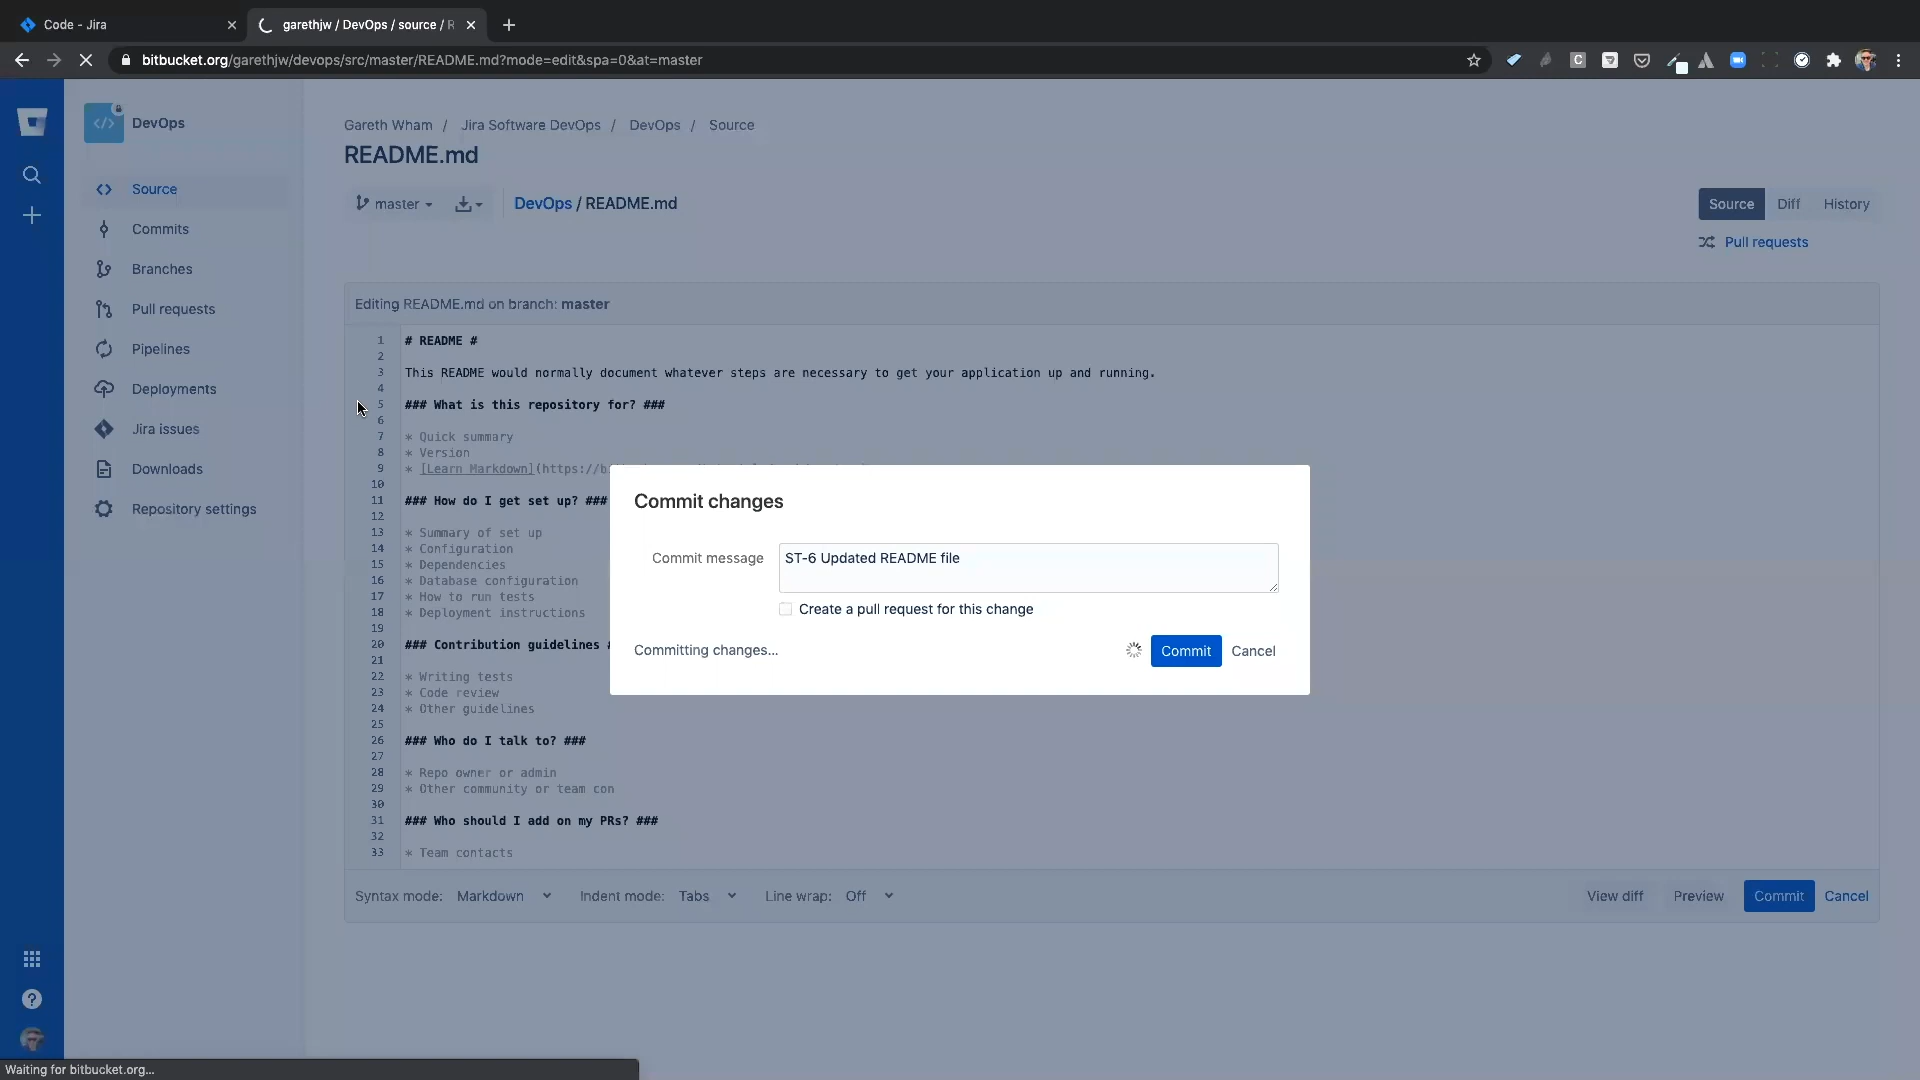 Code - Jira
garethjw / DevOps / source / R
bitbucket.org/garethjw/devops/src/master/README.md?mode=edit&spa=0&at=master
DevOps
Source
Commits
Branches
Pull requests
Pipelines
Deployments
Jira issues
Downloads
Repository settings
Gareth Wham / Jira Software DevOps / DevOps / Source
README.md
master
DevOps / README.md
Source Diff History
Pull requests
Editing README.md on branch: master
1 # README #
2
3 This README would normally document whatever steps are necessary to get your application up and running.
4
5 ### What is this repository for? ###
6
7 * Quick summary
8 * Version
9 * [Learn Markdown](https://b
10
11 ### How do I get set up? ###
12
13 * Summary of set up
14 * Configuration
15 * Dependencies
16 * Database configuration
17 * How to run tests
18 * Deployment instructions
19
20 ### Contribution guidelines
21
22 * Writing tests
23 * Code review
24 * Other guidelines
25
26 ### Who do I talk to? ###
27
28 * Repo owner or admin
29 * Other community or team con
30
31 ### Who should I add on my PRs? ###
32
33 * Team contacts
Commit changes
Commit message
ST-6 Updated README file
Create a pull request for this change
Committing changes...
Commit Cancel
Syntax mode: Markdown Indent mode: Tabs Line wrap: Off
View diff Preview Commit Cancel
Waiting for bitbucket.org...